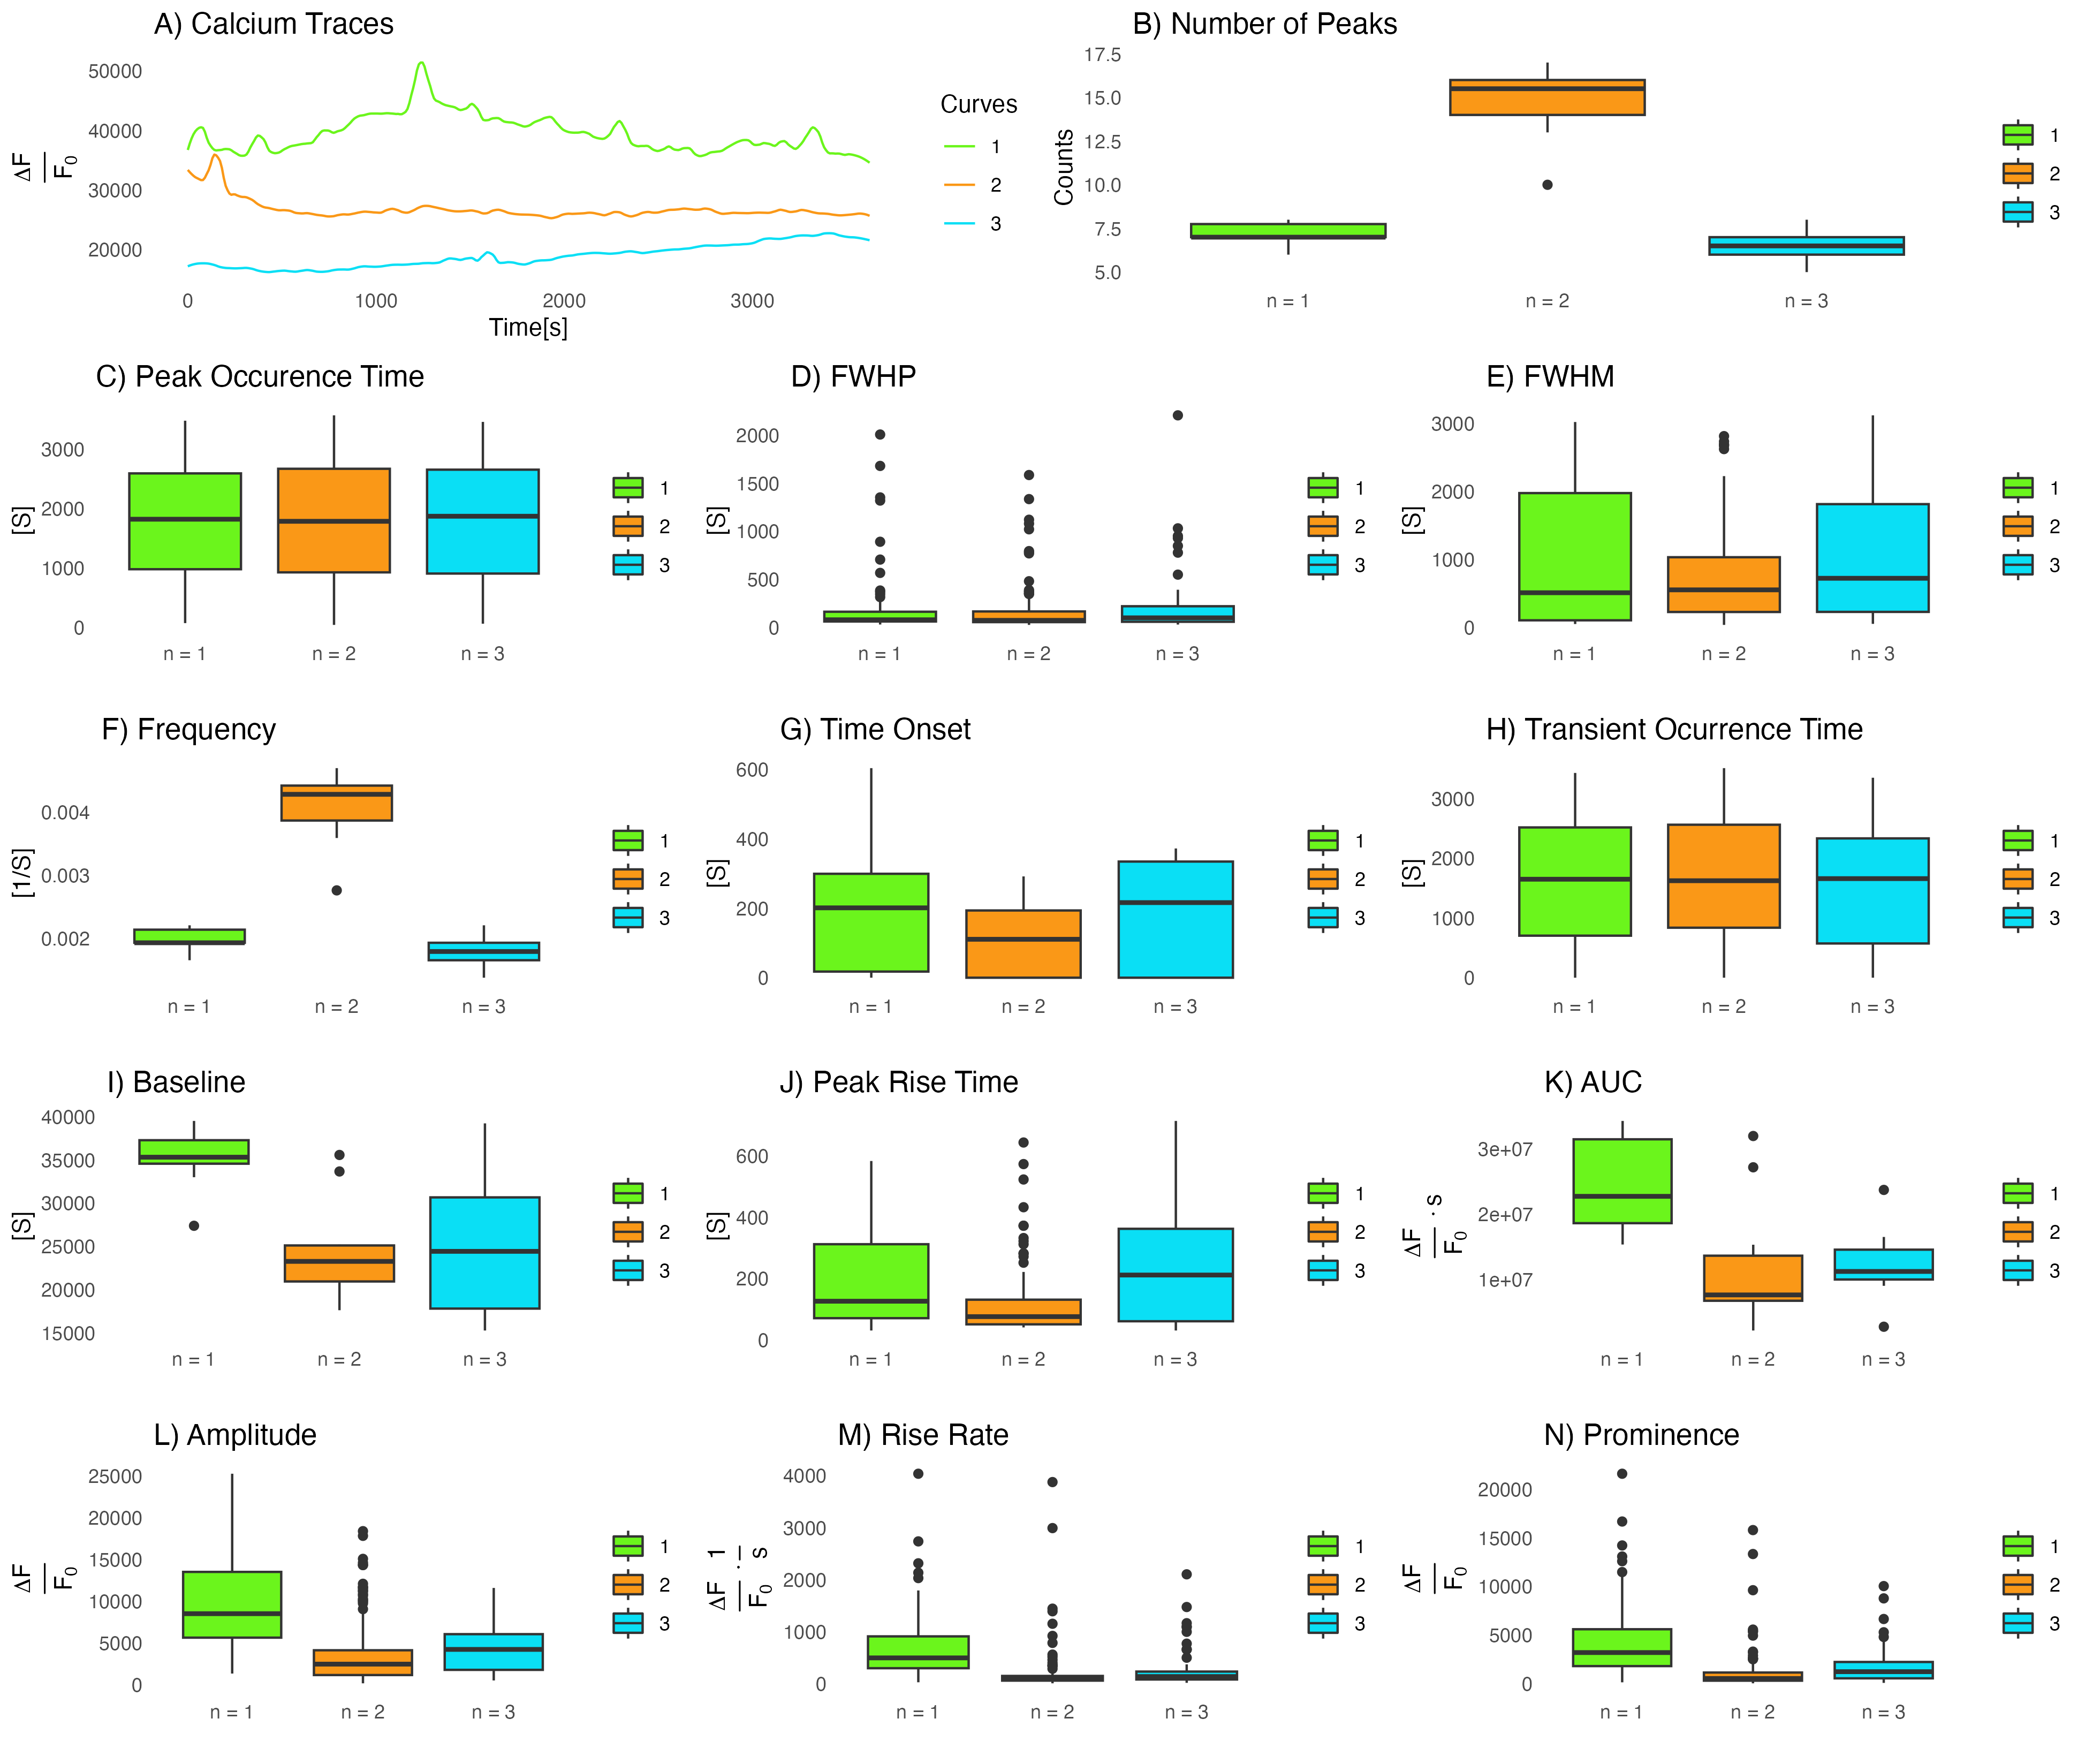 A) Calcium Traces
50000
40000
30000
20000
ΔF
F0
0 1000 2000 3000
Time[s]
Curves
1
2
3
B) Number of Peaks
17.5
15.0
12.5
10.0
7.5
5.0
Counts
n = 1 n = 2 n = 3
1
2
3
C) Peak Occurence Time
3000
2000
1000
0
[S]
n = 1 n = 2 n = 3
1
2
3
D) FWHP
2000
1500
1000
500
0
[S]
n = 1 n = 2 n = 3
1
2
3
E) FWHM
3000
2000
1000
0
[S]
n = 1 n = 2 n = 3
1
2
3
F) Frequency
0.004
0.003
0.002
[1/S]
n = 1 n = 2 n = 3
1
2
3
G) Time Onset
600
400
200
0
[S]
n = 1 n = 2 n = 3
1
2
3
H) Transient Ocurrence Time
3000
2000
1000
0
[S]
n = 1 n = 2 n = 3
1
2
3
I) Baseline
40000
35000
30000
25000
20000
15000
[S]
n = 1 n = 2 n = 3
1
2
3
J) Peak Rise Time
600
400
200
0
[S]
n = 1 n = 2 n = 3
1
2
3
K) AUC
3e+07
2e+07
1e+07
ΔF
F0
· s
n = 1 n = 2 n = 3
1
2
3
L) Amplitude
25000
20000
15000
10000
5000
0
ΔF
F0
n = 1 n = 2 n = 3
1
2
3
M) Rise Rate
4000
3000
2000
1000
0
ΔF
F0
·
1
s
n = 1 n = 2 n = 3
1
2
3
N) Prominence
20000
15000
10000
5000
0
ΔF
F0
n = 1 n = 2 n = 3
1
2
3